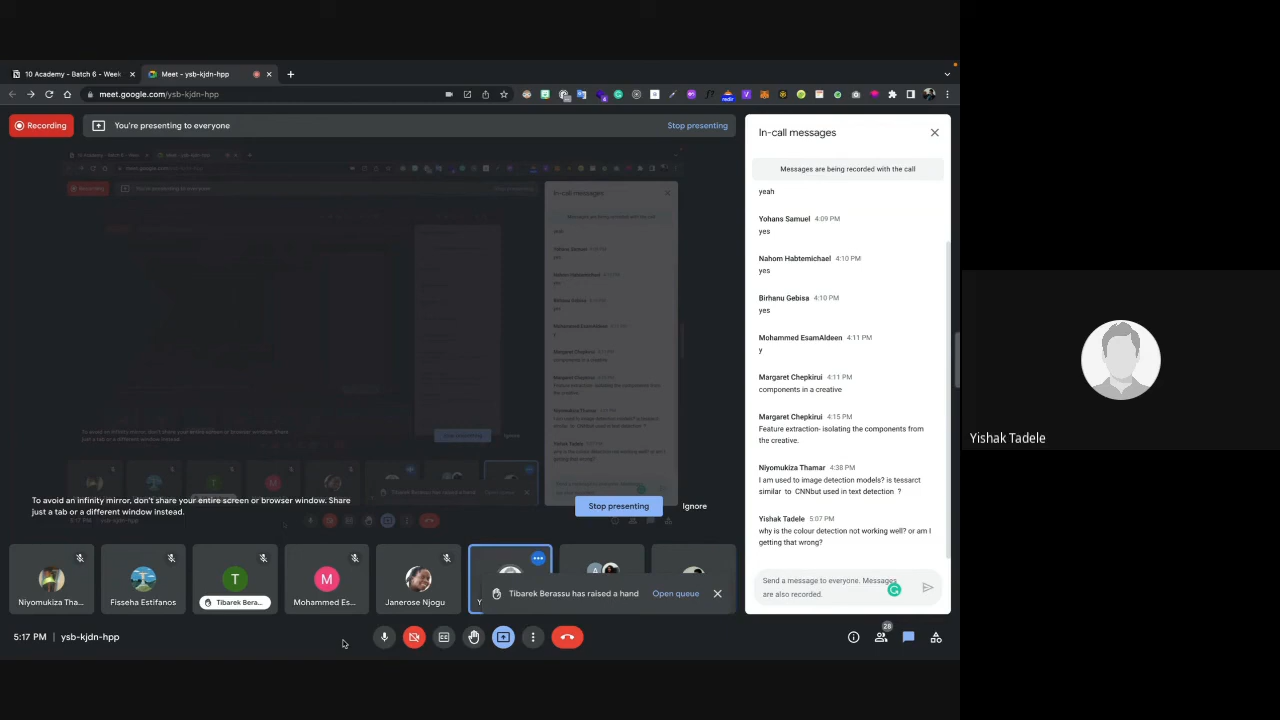 10 Academy - Batch 6 - Week
Meet - ysb-kjdn-hpp
meet.google.com/ysb-kjdn-hpp
Recording
You're presenting to everyone
Stop presenting
In-call messages
Messages are being recorded with the call
yeah
Yohans Samuel 4:09 PM
yes
Nahom Habtemichael 4:10 PM
yes
Birhanu Gebisa 4:10 PM
yes
Mohammed EsamAldeen 4:11 PM
y
Margaret Chepkirui 4:11 PM
components in a creative
Margaret Chepkirui 4:15 PM
Feature extraction- isolating the components from
the creative.
Niyomukiza Thamar 4:38 PM
I am used to image detection models? is tessarct
similar to CNNbut used in text detection ?
Yishak Tadele 5:07 PM
why is the colour detection not working well? or am I
getting that wrong?
Send a message to everyone. Messages
are also recorded.
To avoid an infinity mirror, don't share your entire screen or browser window. Share
just a tab or a different window instead.
Stop presenting
Ignore
Niyomukiza Tha...
Fisseha Estifanos
T
Tibarek Bera...
M
Mohammed Es...
Janerose Njogu
Y
Tibarek Berassu has raised a hand
Open queue
5:17 PM | ysb-kjdn-hpp
28
Yishak Tadele